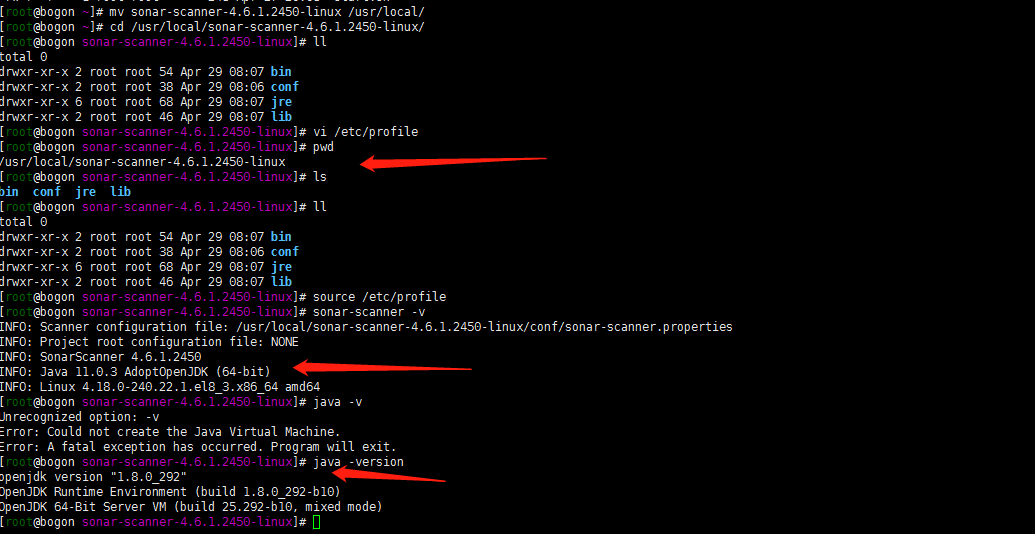 [root@bogon ~]# mv sonar-scanner-4.6.1.2450-linux /usr/local/
[root@bogon ~]# cd /usr/local/sonar-scanner-4.6.1.2450-linux/
[root@bogon sonar-scanner-4.6.1.2450-linux]# ll
total 0
drwxr-xr-x 2 root root 54 Apr 29 08:07 bin
drwxr-xr-x 2 root root 38 Apr 29 08:06 conf
drwxr-xr-x 6 root root 68 Apr 29 08:07 jre
drwxr-xr-x 2 root root 46 Apr 29 08:07 lib
[root@bogon sonar-scanner-4.6.1.2450-linux]# vi /etc/profile
[root@bogon sonar-scanner-4.6.1.2450-linux]# pwd
/usr/local/sonar-scanner-4.6.1.2450-linux
[root@bogon sonar-scanner-4.6.1.2450-linux]# ls
bin conf jre lib
[root@bogon sonar-scanner-4.6.1.2450-linux]# ll
total 0
drwxr-xr-x 2 root root 54 Apr 29 08:07 bin
drwxr-xr-x 2 root root 38 Apr 29 08:06 conf
drwxr-xr-x 6 root root 68 Apr 29 08:07 jre
drwxr-xr-x 2 root root 46 Apr 29 08:07 lib
[root@bogon sonar-scanner-4.6.1.2450-linux]# source /etc/profile
[root@bogon sonar-scanner-4.6.1.2450-linux]# sonar-scanner -v
INFO: Scanner configuration file: /usr/local/sonar-scanner-4.6.1.2450-linux/conf/sonar-scanner.properties
INFO: Project root configuration file: NONE
INFO: SonarScanner 4.6.1.2450
INFO: Java 11.0.3 AdoptOpenJDK (64-bit)
INFO: Linux 4.18.0-240.22.1.el8_3.x86_64 amd64
[root@bogon sonar-scanner-4.6.1.2450-linux]# java -v
Unrecognized option: -v
Error: Could not create the Java Virtual Machine.
Error: A fatal exception has occurred. Program will exit.
[root@bogon sonar-scanner-4.6.1.2450-linux]# java -version
openjdk version "1.8.0_292"
OpenJDK Runtime Environment (build 1.8.0_292-b10)
OpenJDK 64-Bit Server VM (build 25.292-b10, mixed mode)
[root@bogon sonar-scanner-4.6.1.2450-linux]#